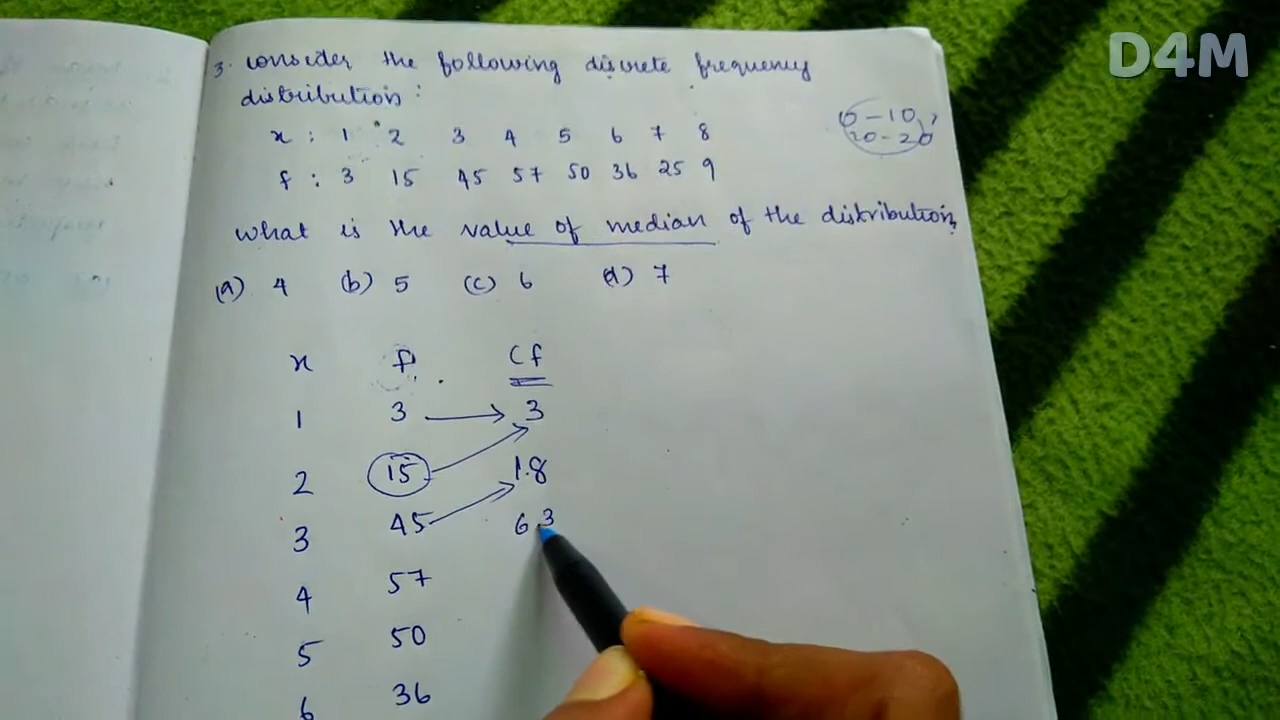 D4M
3. consider the following discrete frequency
distribution :
0-10,
x : 1 2 3 4 5 6 7 8
f : 3 15 45 57 50 36 25 9
what is the value of median of the distribution,
(a) 4 (b) 5 (c) 6 (d) 7
x f cf
1 3 3
2 15 18
3 45 63
4 57
5 50
6 36